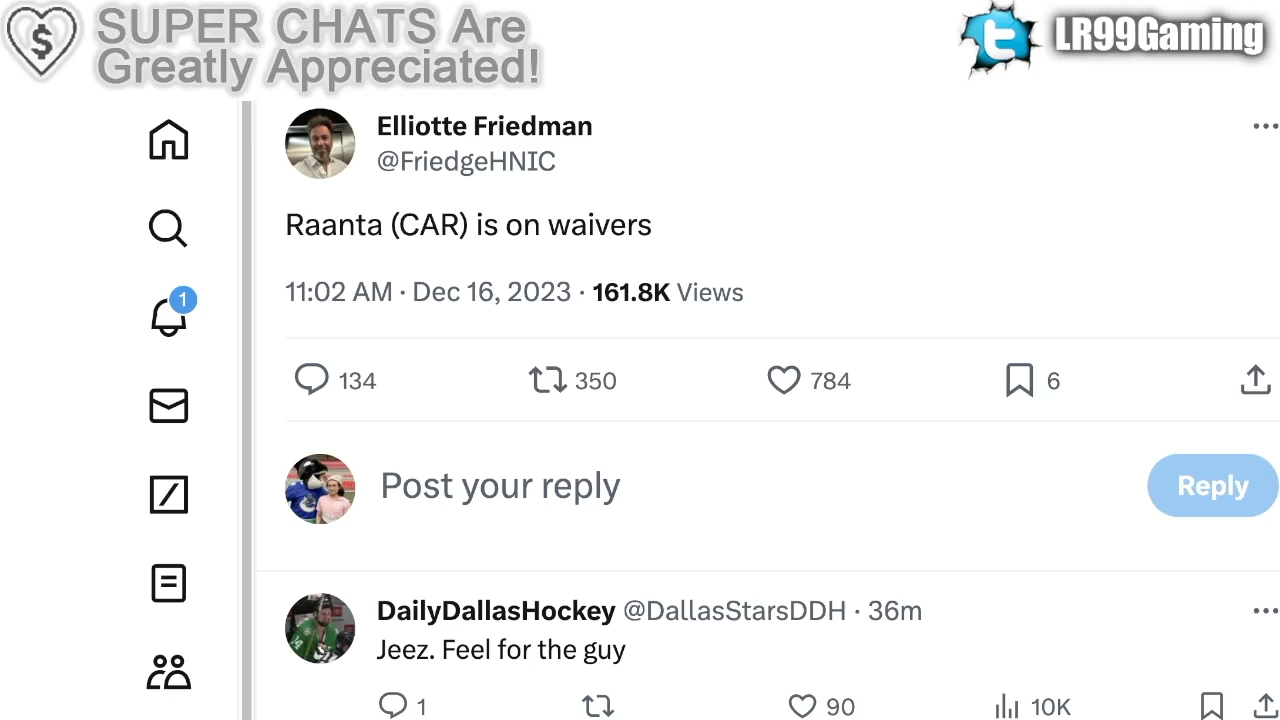 SUPER CHATS Are
Greatly Appreciated!
LR99Gaming
Elliotte Friedman
@FriedgeHNIC
Raanta (CAR) is on waivers
11:02 AM · Dec 16, 2023 · 161.8K Views
134 350 784 6
1
Post your reply
Reply
DailyDallasHockey @DallasStarsDDH · 36m
Jeez. Feel for the guy
1 90 10K